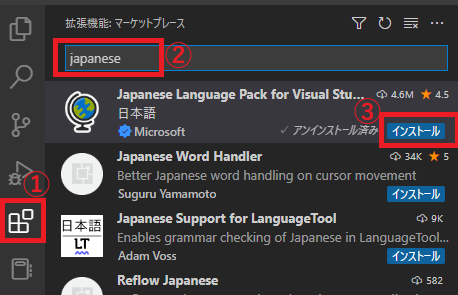 拡張機能: マーケットプレース
japanese
②
Japanese Language Pack for Visual Stu...
4.6M ★ 4.5
日本語
③
Microsoft
✓ アンインストール済み
インストール
①
Japanese Word Handler
34K ★ 5
Better Japanese word handling on cursor movement
Suguru Yamamoto
インストール
日本語
LT
Japanese Support for LanguageTool
9K
Enables grammar checking of Japanese in LanguageTool...
Adam Voss
インストール
Reflow Japanese
582